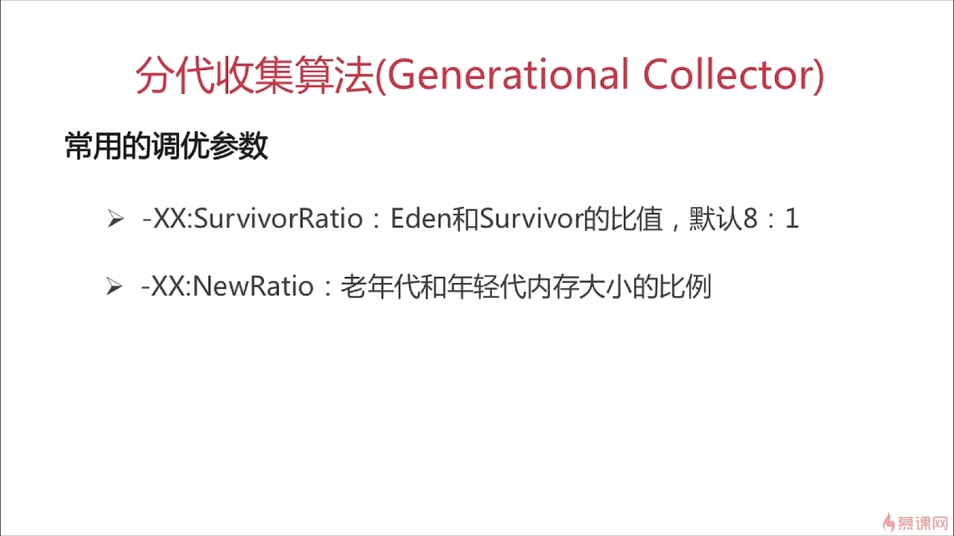 分代收集算法(Generational Collector)
常用的调优参数
-XX:SurvivorRatio：Eden和Survivor的比值，默认8：1
-XX:NewRatio：老年代和年轻代内存大小的比例
慕课网